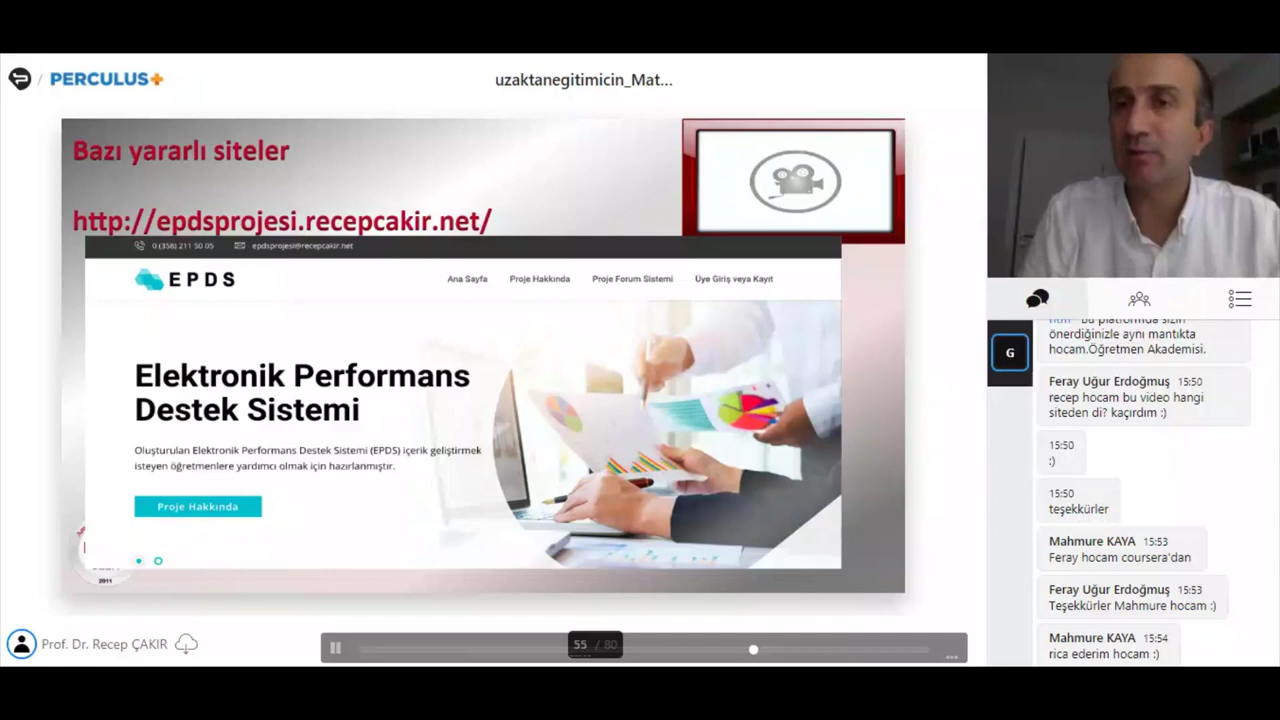 PERCULUS+
uzaktanegitimicin_Mat...
Bazı yararlı siteler
http://epdsprojesi.recepcakir.net/
0 (358) 211 50 05 epdsprojesi@recepcakir.net
EPDS
Ana Sayfa Proje Hakkında Proje Forum Sistemi Üye Giriş veya Kayıt
Elektronik Performans
Destek Sistemi
Oluşturulan Elektronik Performans Destek Sistemi (EPDS) içerik geliştirmek
isteyen öğretmenlere yardımcı olmak için hazırlanmıştır.
Proje Hakkında
2011
Prof. Dr. Recep ÇAKIR
55 / 80
G
Bu platformda sizin
önerdiğinizle aynı mantıkta
hocam.Öğretmen Akademisi.
Feray Uğur Erdoğmuş 15:50
recep hocam bu video hangi
siteden di? kaçırdım :)
15:50
:)
15:50
teşekkürler
Mahmure KAYA 15:53
Feray hocam coursera'dan
Feray Uğur Erdoğmuş 15:53
Teşekkürler Mahmure hocam :)
Mahmure KAYA 15:54
rica ederim hocam :)